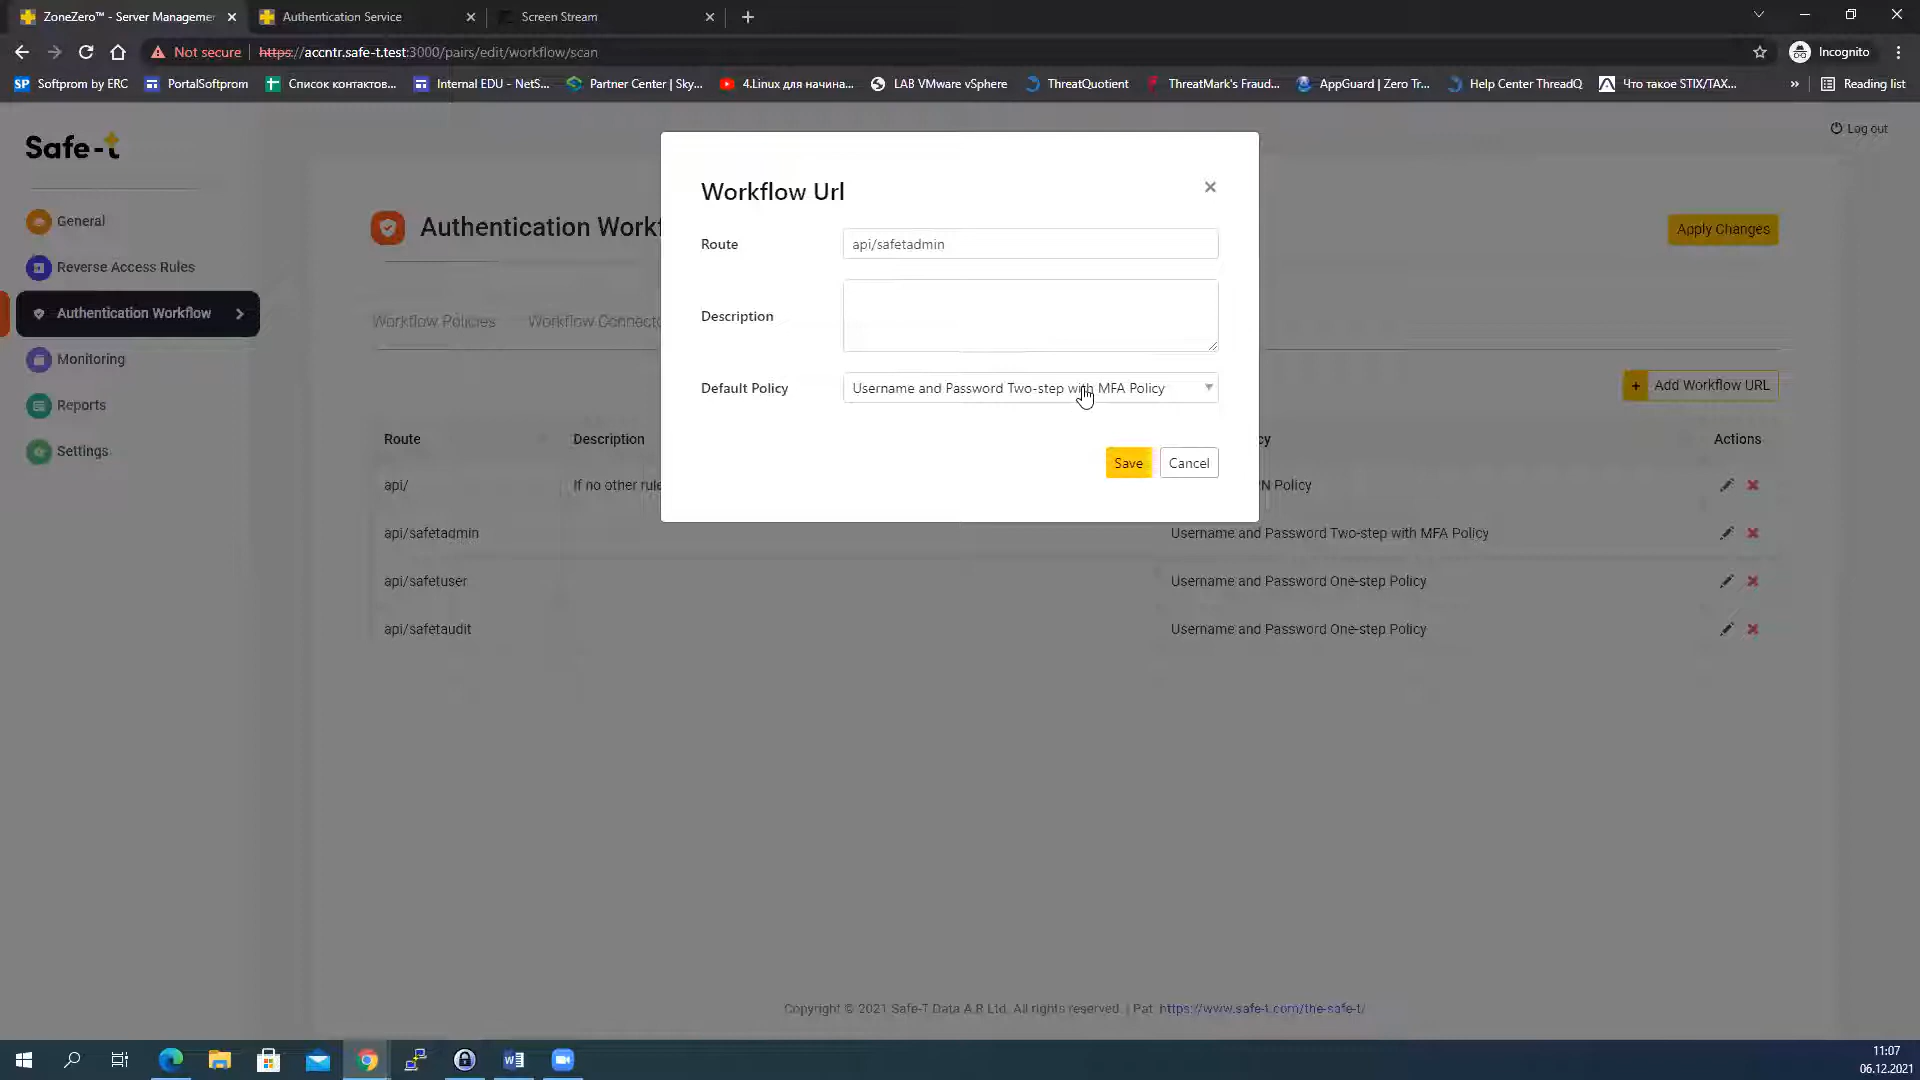 ZoneZero™ - Server Manageme
Authentication Service
Screen Stream
Not secure
https://accntr.safe-t.test:3000/pairs/edit/workflow/scan
Incognito
SP Softprom by ERC
PortalSoftprom
Список контактов...
Internal EDU - NetS...
Partner Center | Sky...
4.Linux для начина...
LAB VMware vSphere
ThreatQuotient
ThreatMark's Fraud...
AppGuard | Zero Tr...
Help Center ThreadQ
Что такое STIX/TAX...
»
Reading list
Safe-t
Log out
General
Reverse Access Rules
Authentication Workflow
Monitoring
Reports
Settings
Authentication Workf
Apply Changes
Workflow Policies
Workflow Connecto
+ Add Workflow URL
Workflow Url
Route
api/safetadmin
Description
Default Policy
Username and Password Two-step with MFA Policy
Save
Cancel
Route
Description
cy
Actions
api/
If no other rule
N Policy
api/safetadmin
Username and Password Two-step with MFA Policy
api/safetuser
Username and Password One-step Policy
api/safetaudit
Username and Password One-step Policy
Copyright © 2021 Safe-T Data A.R Ltd. All rights reserved. | Pat. https://www.safe-t.com/the-safe-t/
11:07
06.12.2021